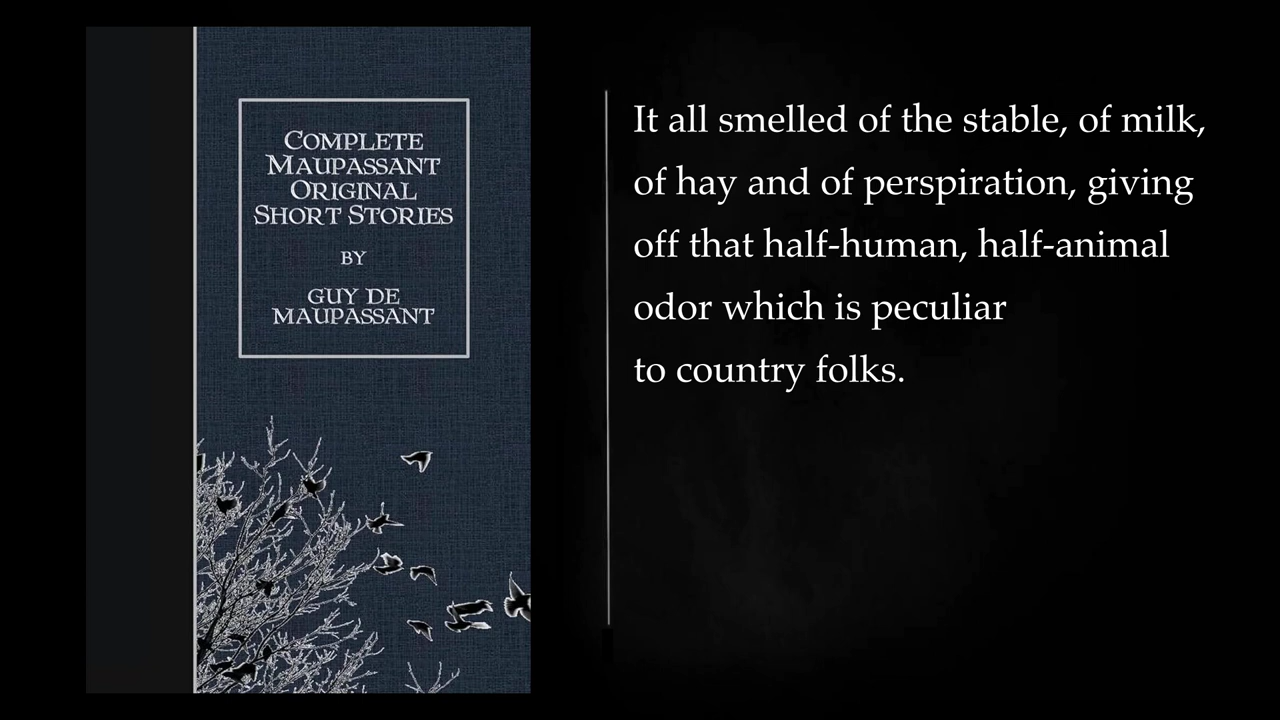 COMPLETE
MAUPASSANT
ORIGINAL
SHORT STORIES
BY
GUY DE
MAUPASSANT
It all smelled of the stable, of milk,
of hay and of perspiration, giving
off that half-human, half-animal
odor which is peculiar
to country folks.